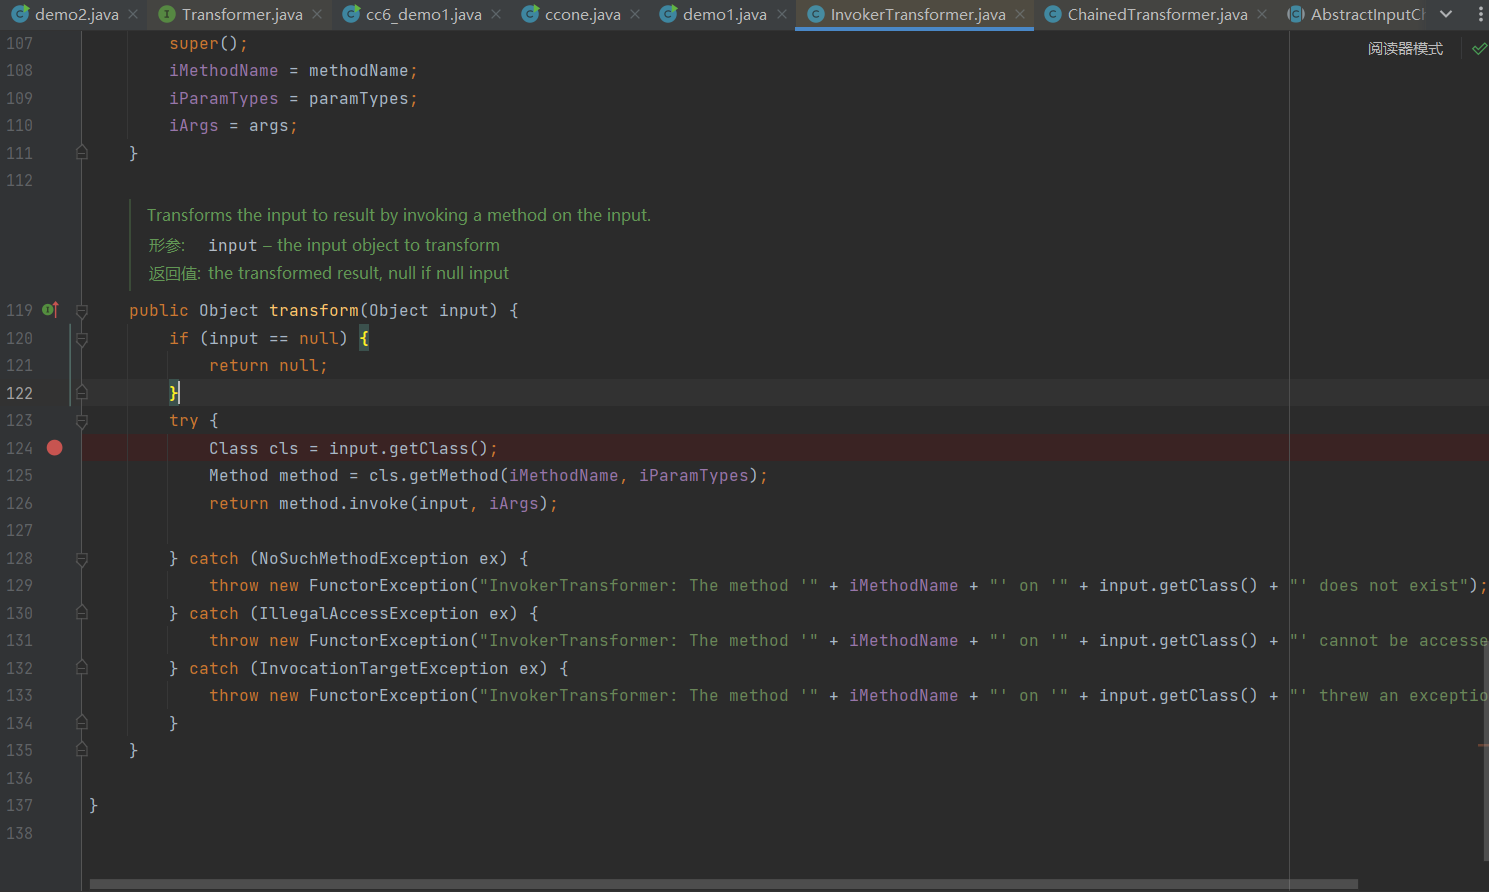 demo2.java Transformer.java cc6_demo1.java ccone.java demo1.java InvokerTransformer.java ChainedTransformer.java AbstractInputCh
阅读器模式
107 super();
108 iMethodName = methodName;
109 iParamTypes = paramTypes;
110 iArgs = args;
111 }
112
Transforms the input to result by invoking a method on the input.
形参: input – the input object to transform
返回值: the transformed result, null if null input
119 public Object transform(Object input) {
120 if (input == null) {
121 return null;
122 }
123 try {
124 Class cls = input.getClass();
125 Method method = cls.getMethod(iMethodName, iParamTypes);
126 return method.invoke(input, iArgs);
127
128 } catch (NoSuchMethodException ex) {
129 throw new FunctorException("InvokerTransformer: The method '" + iMethodName + "' on '" + input.getClass() + "' does not exist");
130 } catch (IllegalAccessException ex) {
131 throw new FunctorException("InvokerTransformer: The method '" + iMethodName + "' on '" + input.getClass() + "' cannot be accesse
132 } catch (InvocationTargetException ex) {
133 throw new FunctorException("InvokerTransformer: The method '" + iMethodName + "' on '" + input.getClass() + "' threw an exceptio
134 }
135 }
136
137 }
138